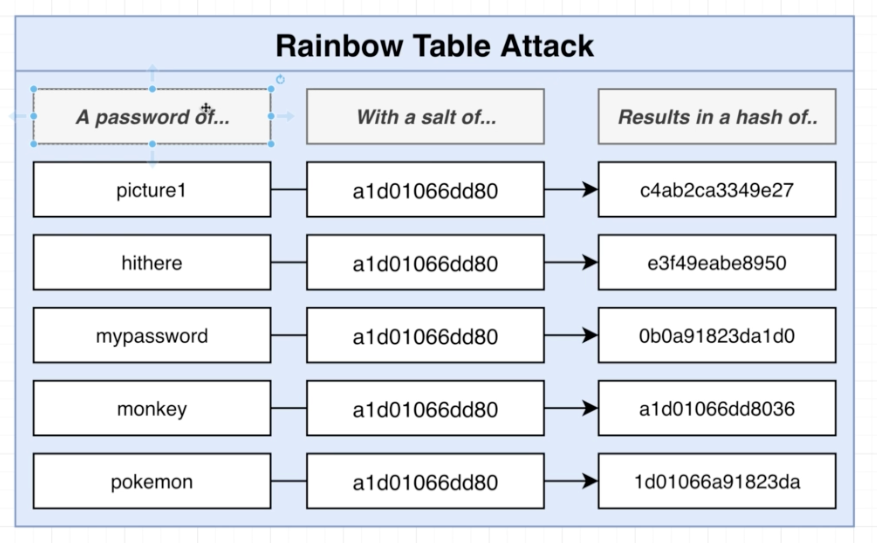 Rainbow Table Attack
A password of...
With a salt of...
Results in a hash of..
picture1
a1d01066dd80
c4ab2ca3349e27
hithere
a1d01066dd80
e3f49eabe8950
mypassword
a1d01066dd80
0b0a91823da1d0
monkey
a1d01066dd80
a1d01066dd8036
pokemon
a1d01066dd80
1d01066a91823da